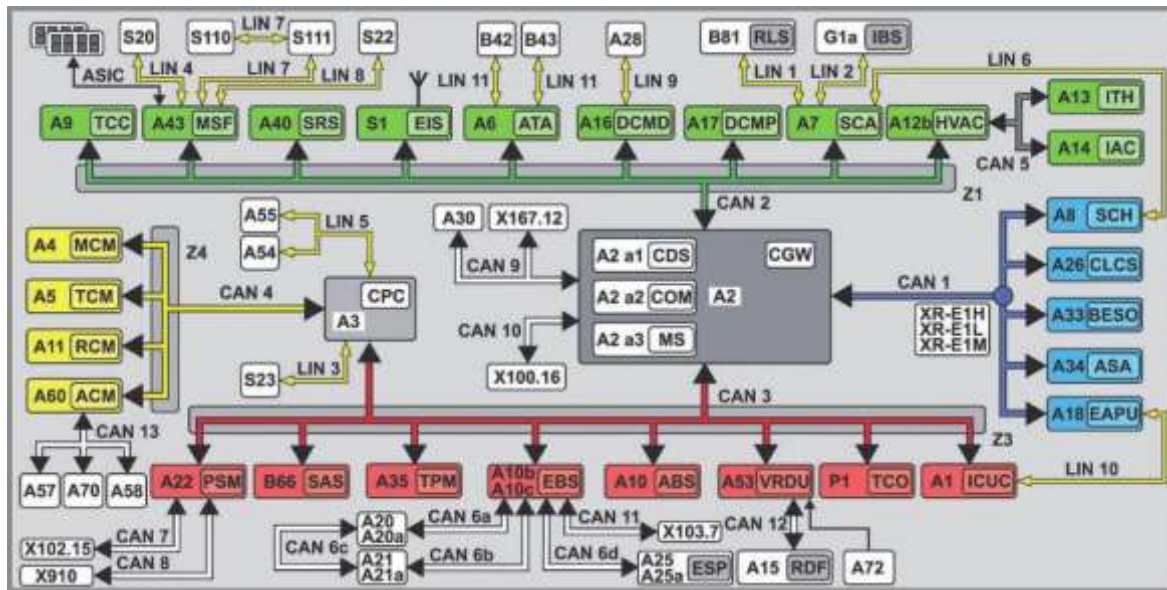 S20 S110 LIN 7 S111 S22 B42 B43 A28 B81 RLS G1a IBS
LIN 6
ASIC LIN 4 LIN 7 LIN 8 LIN 11 LIN 11 LIN 9 LIN 1 LIN 2
A9 TCC A43 MSF A40 SRS S1 EIS A6 ATA A16 DCMD A17 DCMP A7 SCA A12b HVAC A13 ITH
A14 IAC
CAN 5
Z1
CAN 2
A55 LIN 5 A30 X167.12 A8 SCH
A54
A4 MCM Z4 CAN 9 A2 a1 CDS CGW A26 CLCS
A5 TCM CAN 4 CPC A2 a2 COM A2 CAN 1
A3 XR-E1H A33 BESO
XR-E1L
XR-E1M
A11 RCM CAN 10 A2 a3 MS
A34 ASA
S23 LIN 3 X100.16
A60 ACM CAN 3 A18 EAPU
CAN 13 Z3
LIN 10
A57 A70 A58 A22 PSM B66 SAS A35 TPM A10b
A10c EBS A10 ABS A53 VRDU P1 TCO A1 ICUC
X102.15 CAN 7 A20
A20a CAN 6a CAN 11 X103.7 CAN 12
CAN 6c CAN 6b CAN 6d
X910 CAN 8 A21
A21a A25
A25a ESP A15 RDF A72